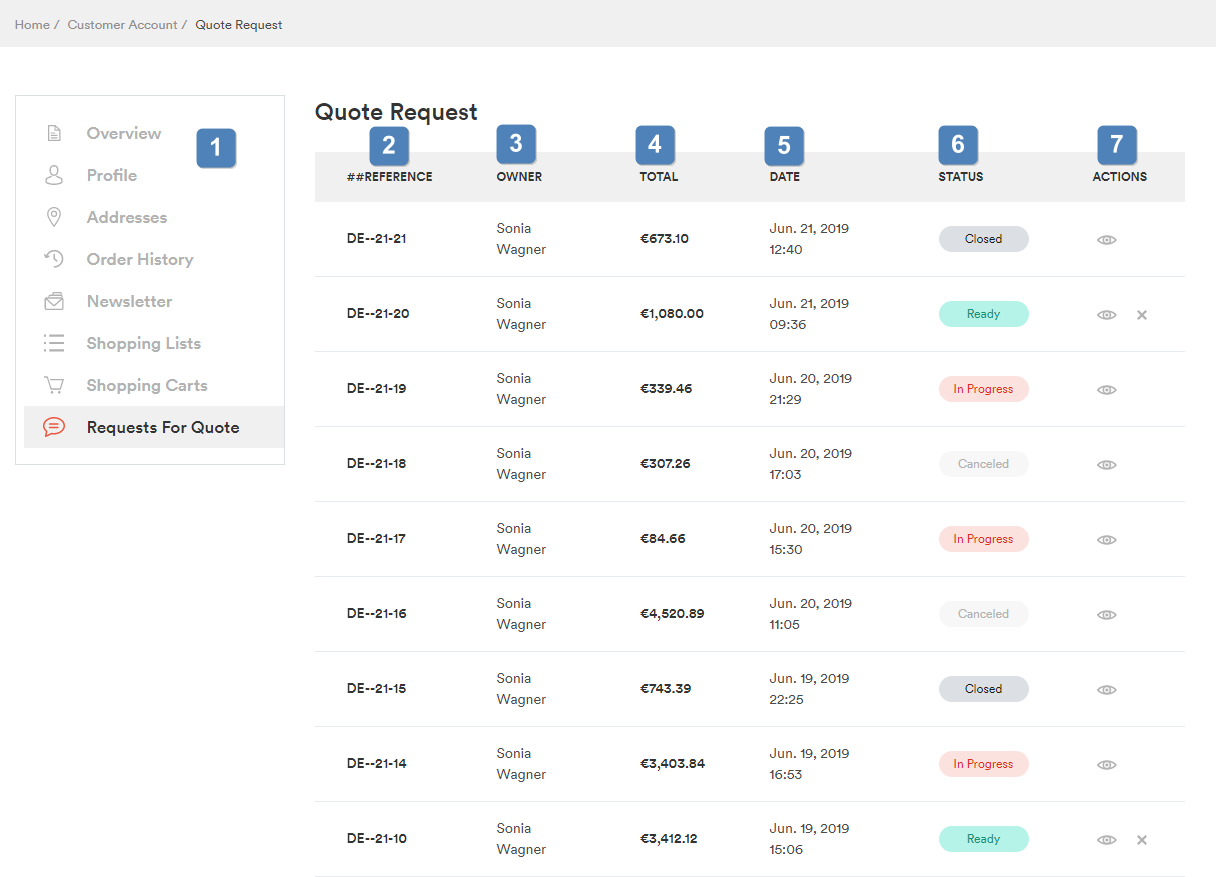 Home / Customer Account / Quote Request
Overview
Profile
Addresses
Order History
Newsletter
Shopping Lists
Shopping Carts
Requests For Quote
1
Quote Request
2 3 4 5 6 7
##REFERENCE OWNER TOTAL DATE STATUS ACTIONS
DE--21-21 Sonia Wagner €673.10 Jun. 21, 2019 12:40 Closed
DE--21-20 Sonia Wagner €1,080.00 Jun. 21, 2019 09:36 Ready
DE--21-19 Sonia Wagner €339.46 Jun. 20, 2019 21:29 In Progress
DE--21-18 Sonia Wagner €307.26 Jun. 20, 2019 17:03 Canceled
DE--21-17 Sonia Wagner €84.66 Jun. 20, 2019 15:30 In Progress
DE--21-16 Sonia Wagner €4,520.89 Jun. 20, 2019 11:05 Canceled
DE--21-15 Sonia Wagner €743.39 Jun. 19, 2019 22:25 Closed
DE--21-14 Sonia Wagner €3,403.84 Jun. 19, 2019 16:53 In Progress
DE--21-10 Sonia Wagner €3,412.12 Jun. 19, 2019 15:06 Ready